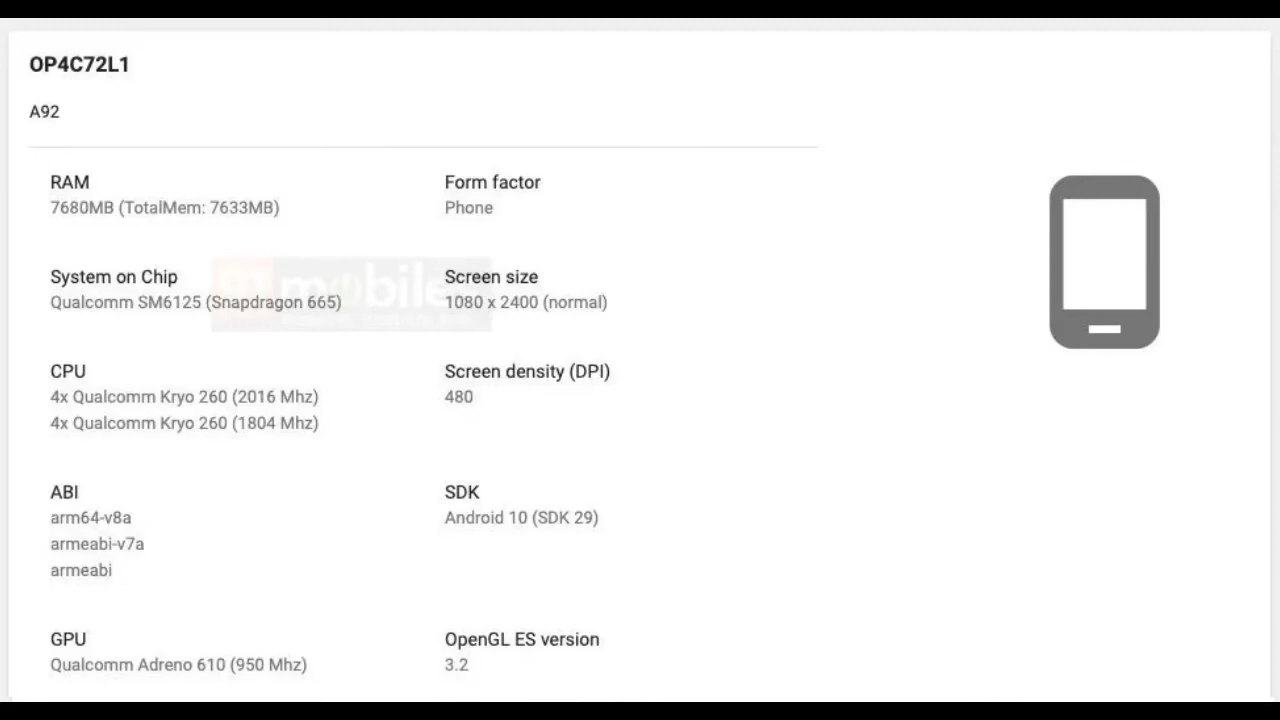 OP4C72L1
A92
RAM
7680MB (TotalMem: 7633MB)
Form factor
Phone
System on Chip
Qualcomm SM6125 (Snapdragon 665)
Screen size
1080 x 2400 (normal)
CPU
4x Qualcomm Kryo 260 (2016 Mhz)
4x Qualcomm Kryo 260 (1804 Mhz)
Screen density (DPI)
480
ABI
arm64-v8a
armeabi-v7a
armeabi
SDK
Android 10 (SDK 29)
GPU
Qualcomm Adreno 610 (950 Mhz)
OpenGL ES version
3.2